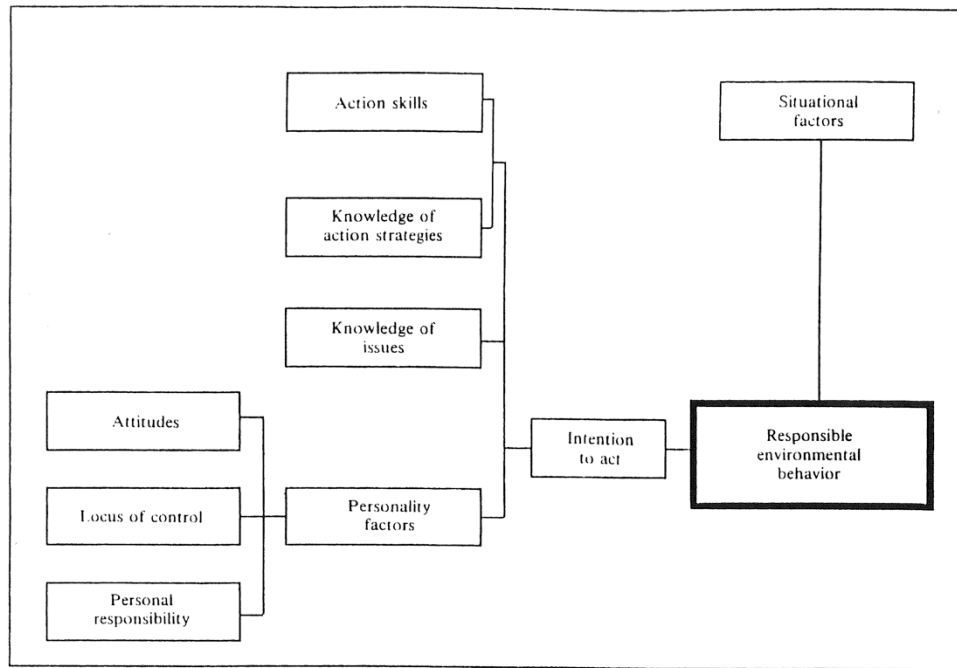 Action skills
Situational
factors
Knowledge of
action strategies
Knowledge of
issues
Attitudes
Intention
to act
Responsible
environmental
behavior
Locus of control
Personality
factors
Personal
responsibility